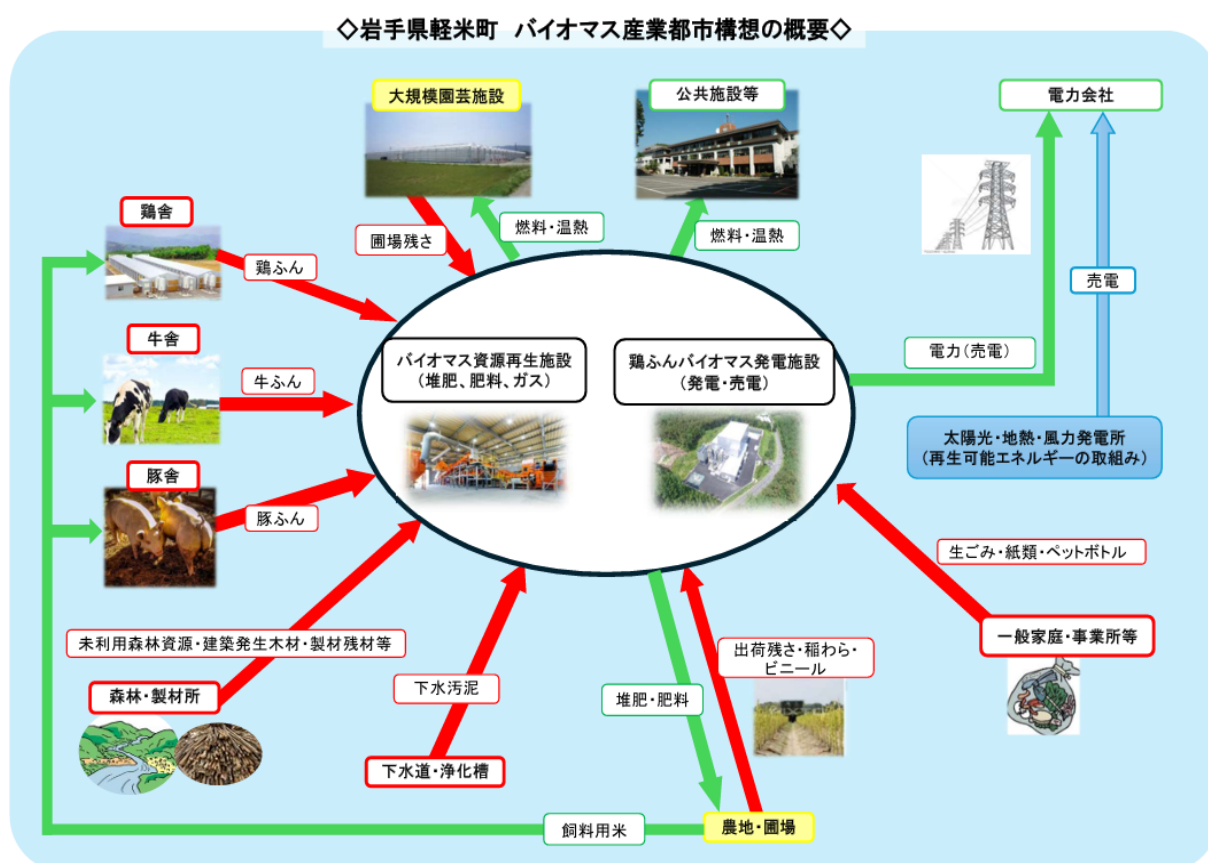 ◇岩手県軽米町 バイオマス産業都市構想の概要◇
大規模園芸施設
公共施設等
電力会社
鶏舎
圃場残さ
燃料・温熱
燃料・温熱
鶏ふん
売電
牛舎
バイオマス資源再生施設
(堆肥、肥料、ガス)
鶏ふんバイオマス発電施設
(発電・売電)
電力(売電)
牛ふん
太陽光・地熱・風力発電所
(再生可能エネルギーの取組み)
豚舎
豚ふん
生ごみ・紙類・ペットボトル
未利用森林資源・建築発生木材・製材残材等
出荷残さ・稲わら・
ビニール
一般家庭・事業所等
森林・製材所
下水汚泥
堆肥・肥料
下水道・浄化槽
飼料用米
農地・圃場